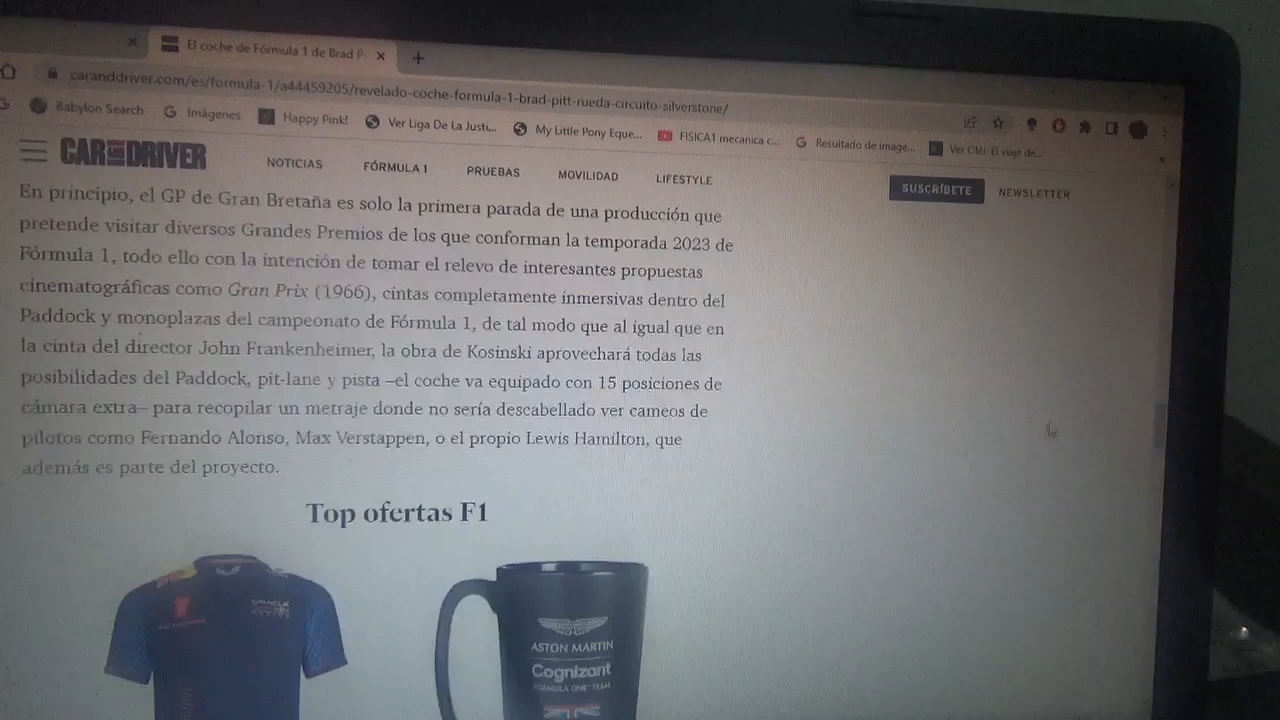 El coche de Fórmula 1 de Brad P
caranddriver.com/es/formula-1/a44459205/revelado-coche-formula-1-brad-pitt-rueda-circuito-silverstone/
Babylon Search Imágenes Happy Pink! Ver Liga De La Justi... My Little Pony Eque... FISICA1 mecanica c... Resultado de image... Ver Olé! El viaje de...
CAR AND DRIVER NOTICIAS FÓRMULA 1 PRUEBAS MOVILIDAD LIFESTYLE SUSCRÍBETE NEWSLETTER
En principio, el GP de Gran Bretaña es solo la primera parada de una producción que
pretende visitar diversos Grandes Premios de los que conforman la temporada 2023 de
Fórmula 1, todo ello con la intención de tomar el relevo de interesantes propuestas
cinematográficas como Gran Prix (1966), cintas completamente inmersivas dentro del
Paddock y monoplazas del campeonato de Fórmula 1, de tal modo que al igual que en
la cinta del director John Frankenheimer, la obra de Kosinski aprovechará todas las
posibilidades del Paddock, pit-lane y pista –el coche va equipado con 15 posiciones de
cámara extra– para recopilar un metraje donde no sería descabellado ver cameos de
pilotos como Fernando Alonso, Max Verstappen, o el propio Lewis Hamilton, que
además es parte del proyecto.
Top ofertas F1
ORACLE
ASTON MARTIN
Cognizant
FORMULA ONE™ TEAM